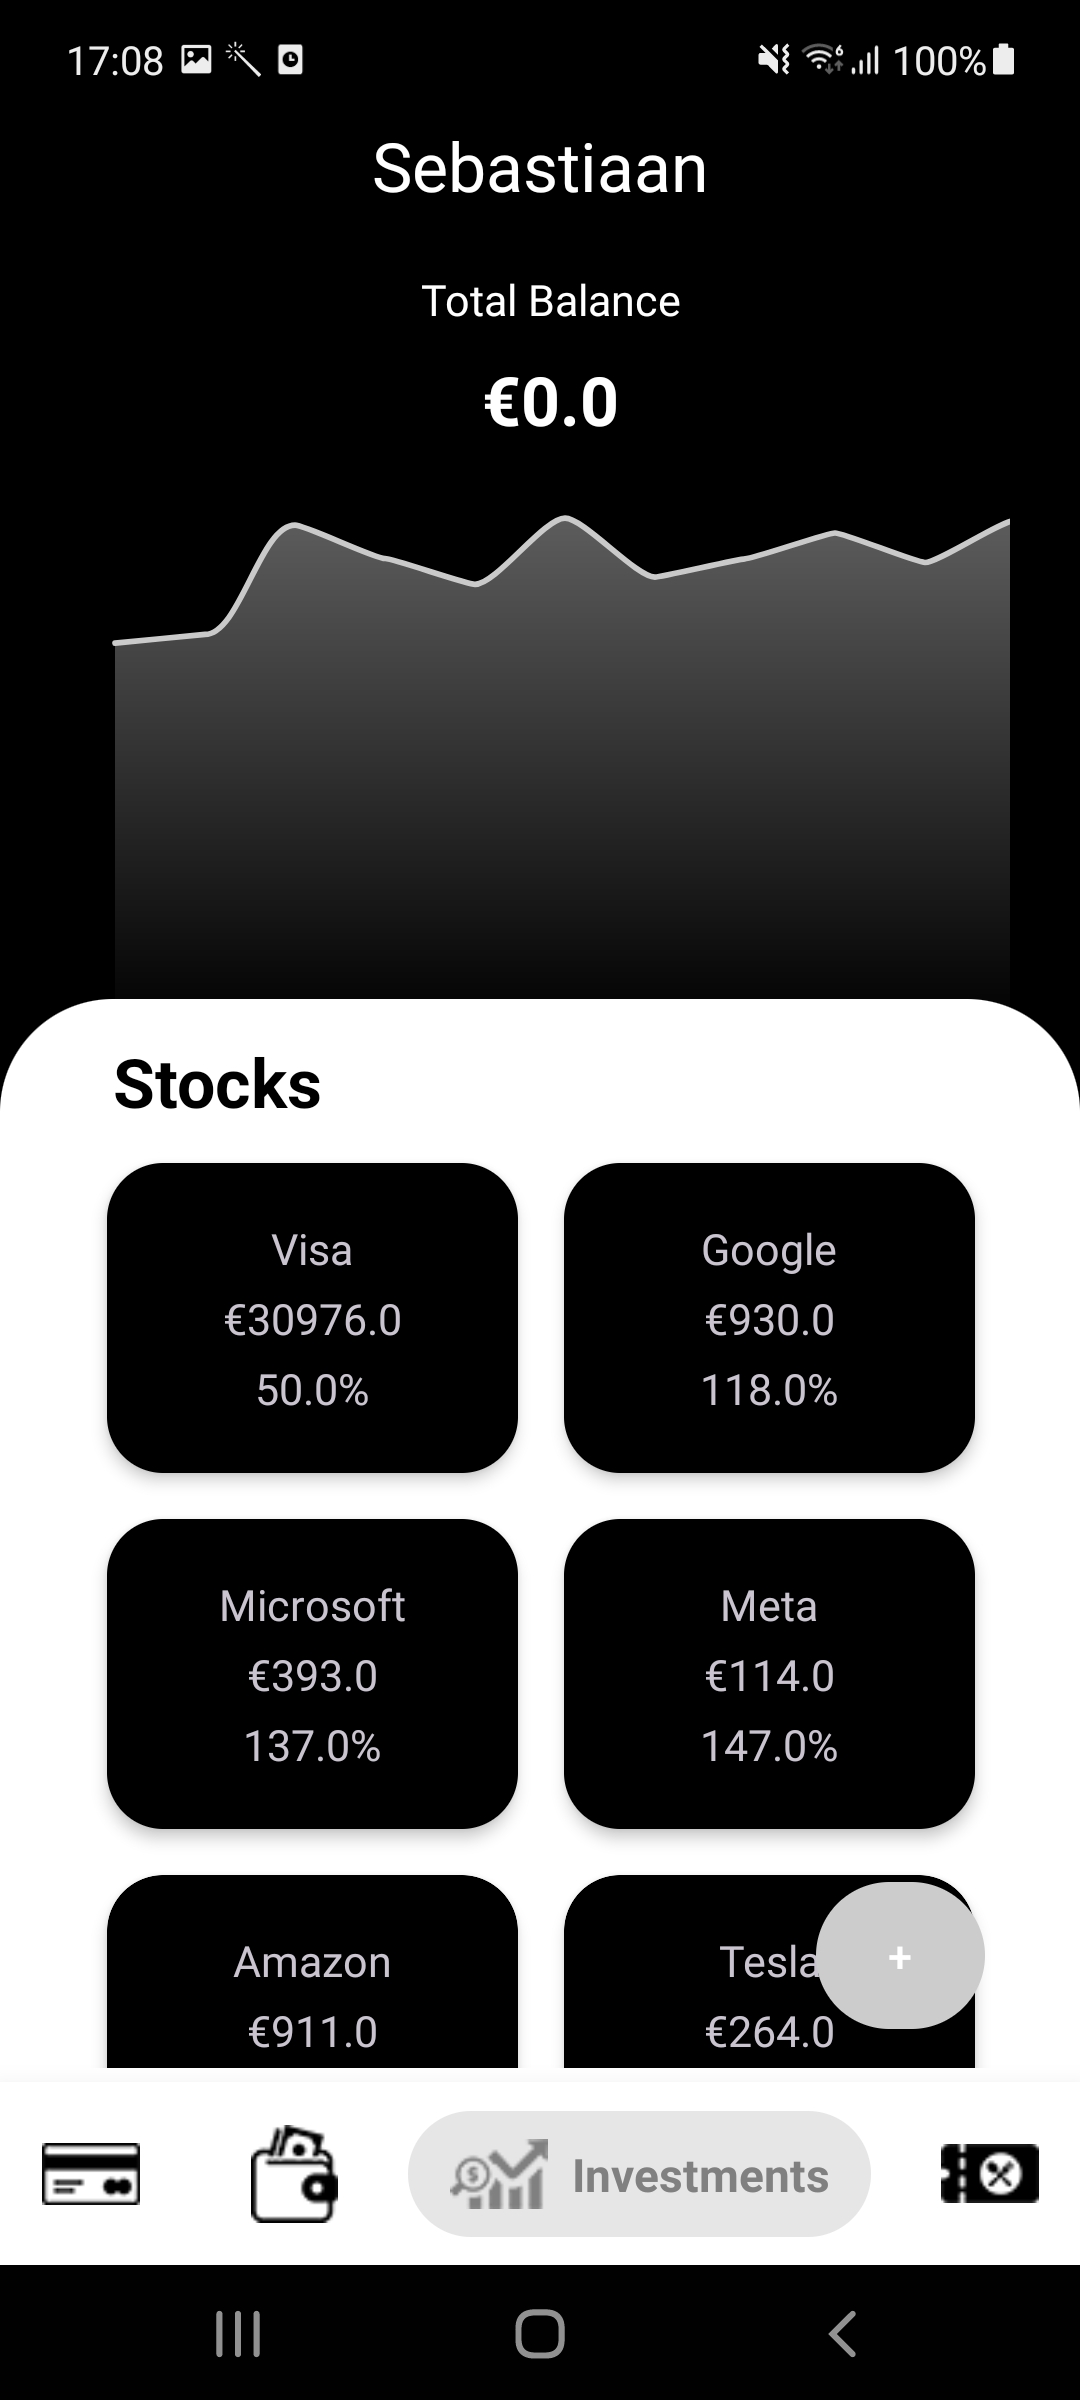 17:08
100%
Sebastiaan
Total Balance
€0.0
Stocks
Visa
€30976.0
50.0%
Google
€930.0
118.0%
Microsoft
€393.0
137.0%
Meta
€114.0
147.0%
Amazon
€911.0
Tesla
€264.0
+
Investments